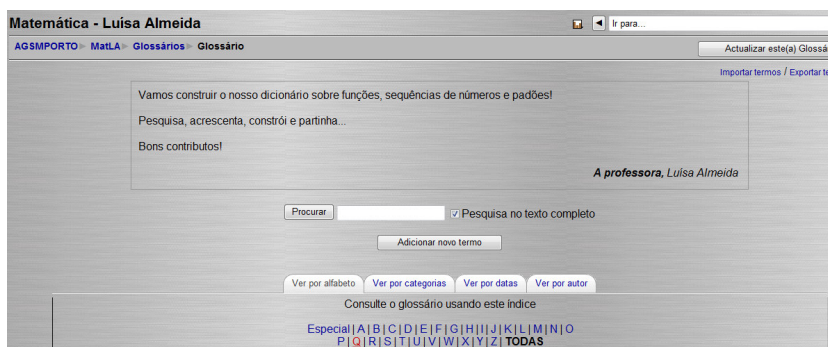 Matemática - Luísa Almeida
Ir para...
AGSMPORTO MatLA Glossários Glossário
Actualizar este(a) Glossá
Importar termos / Exportar te
Vamos construir o nosso dicionário sobre funções, sequências de números e padões!
Pesquisa, acrescenta, constrói e partinha...
Bons contributos!
A professora, Luísa Almeida
Procurar Pesquisa no texto completo
Adicionar novo termo
Ver por alfabeto Ver por categorias Ver por datas Ver por autor
Consulte o glossário usando este índice
Especial | A | B | C | D | E | F | G | H | I | J | K | L | M | N | O
P | Q | R | S | T | U | V | W | X | Y | Z | TODAS